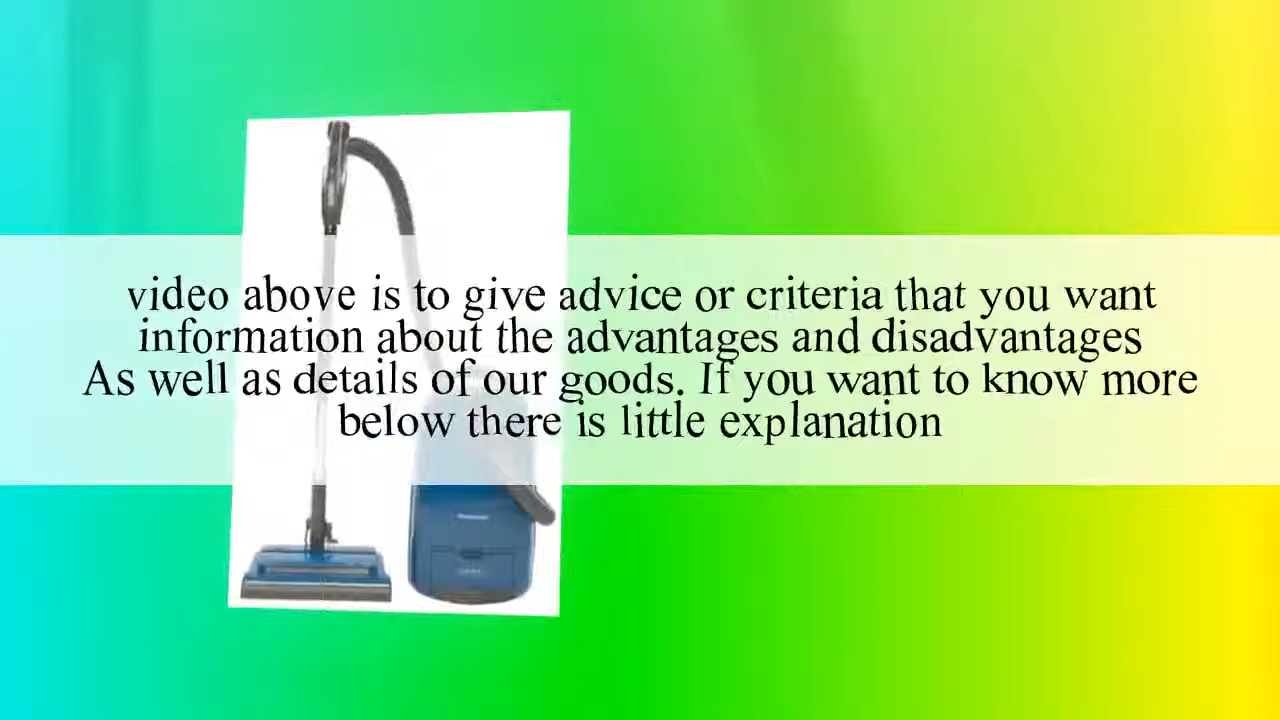 video above is to give advice or criteria that you want
information about the advantages and disadvantages
As well as details of our goods. If you want to know more
below there is little explanation